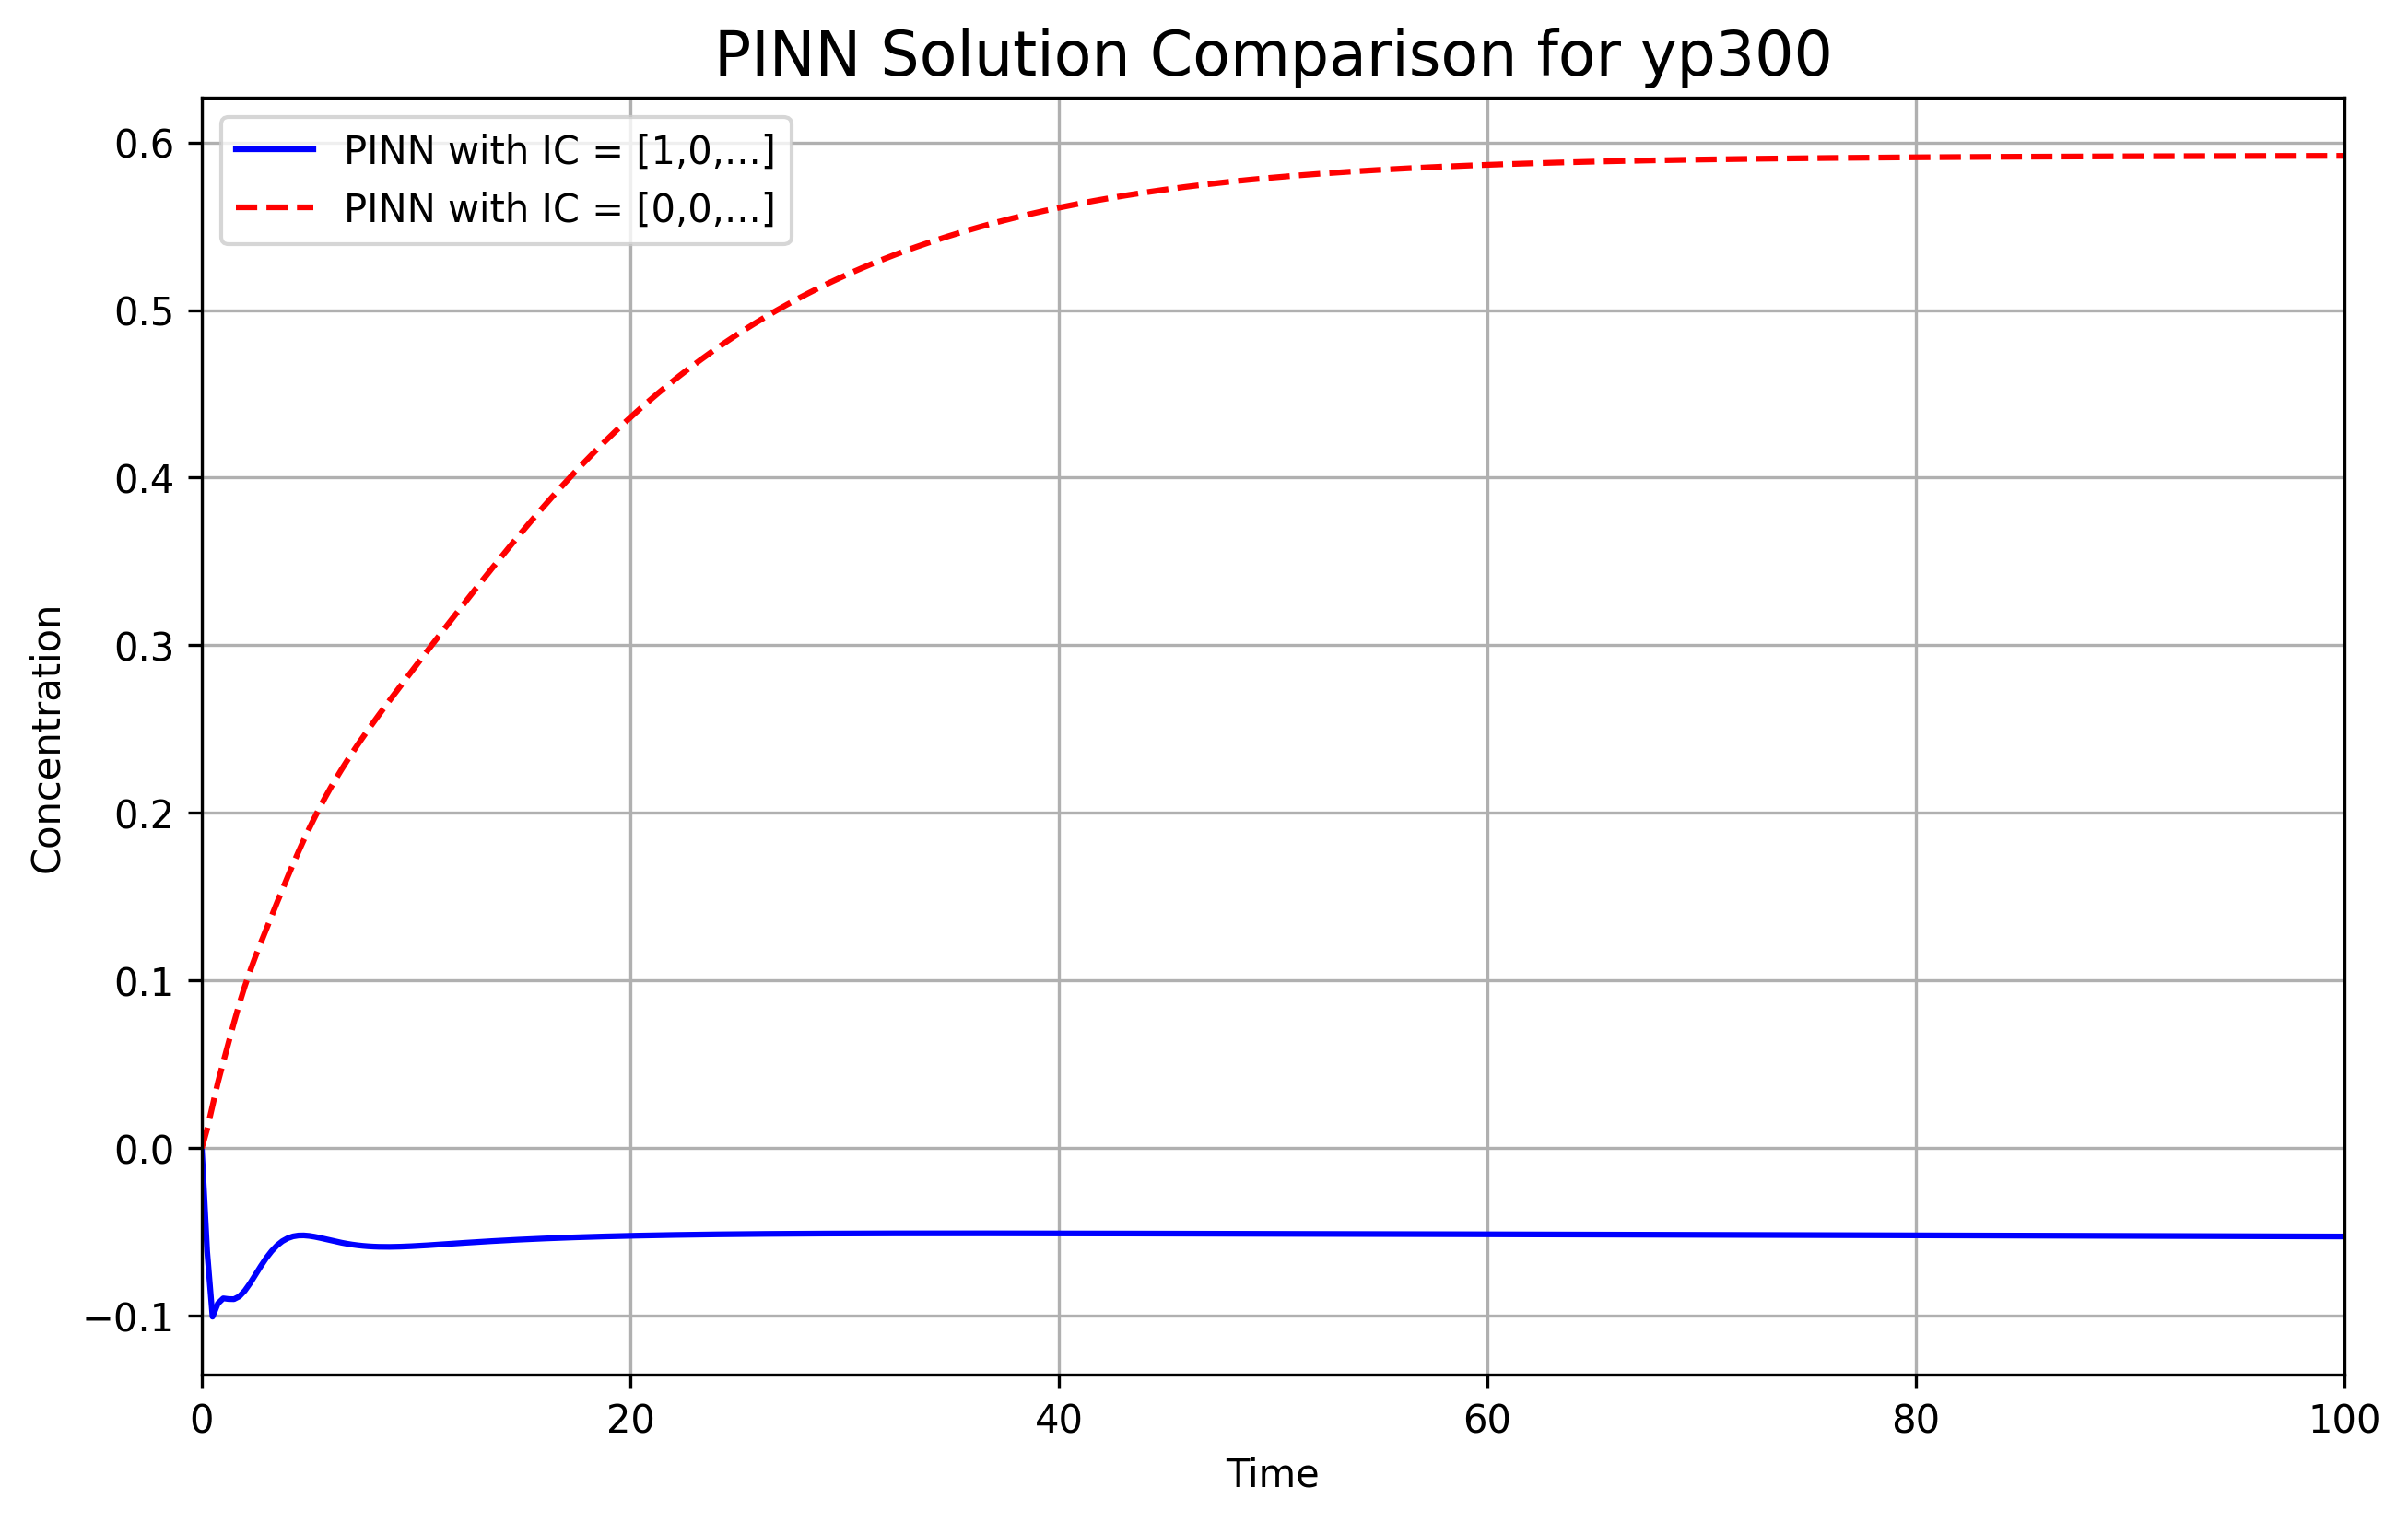 PINN Solution Comparison for yp300
PINN with IC = [1,0,...]
PINN with IC = [0,0,...]
0.6
0.5
0.4
0.3
0.2
0.1
0.0
−0.1
Concentration
0 20 40 60 80 100
Time